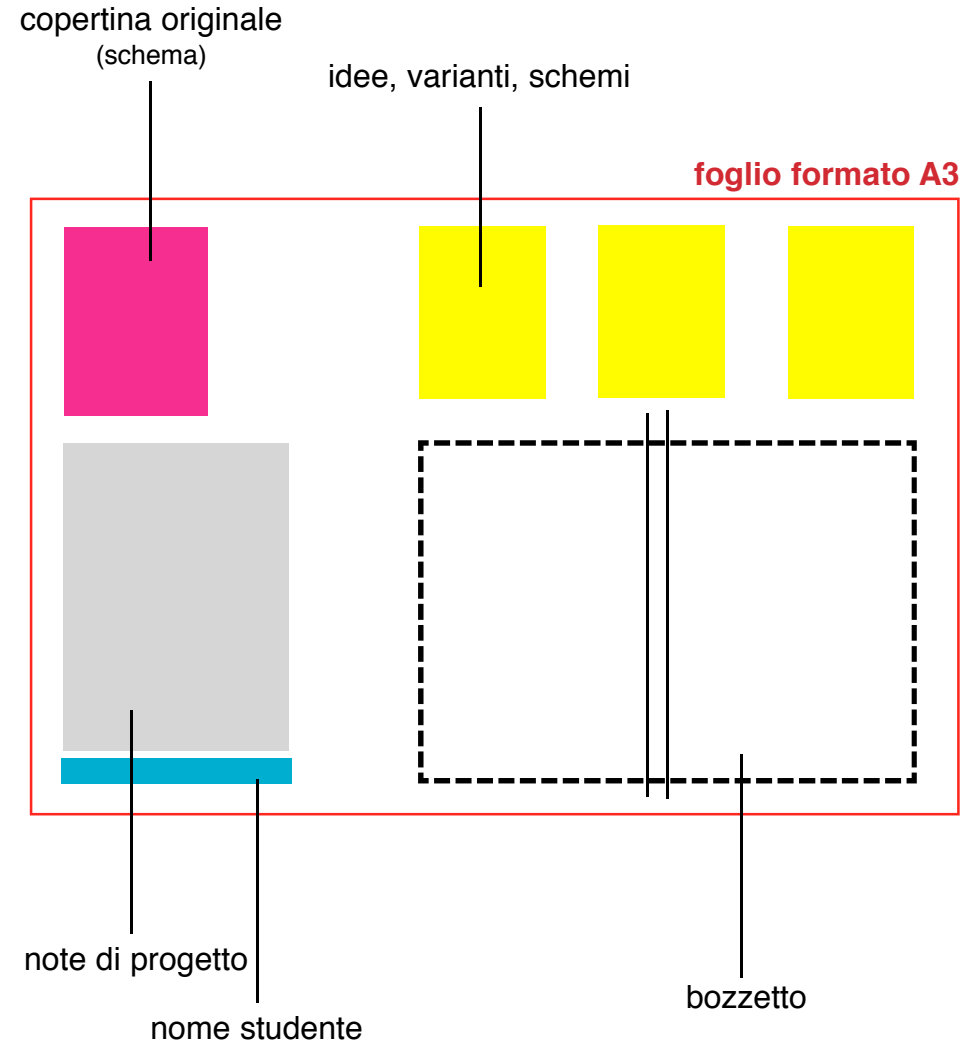 copertina originale
(schema)
idee, varianti, schemi
foglio formato A3
note di progetto
nome studente
bozzetto